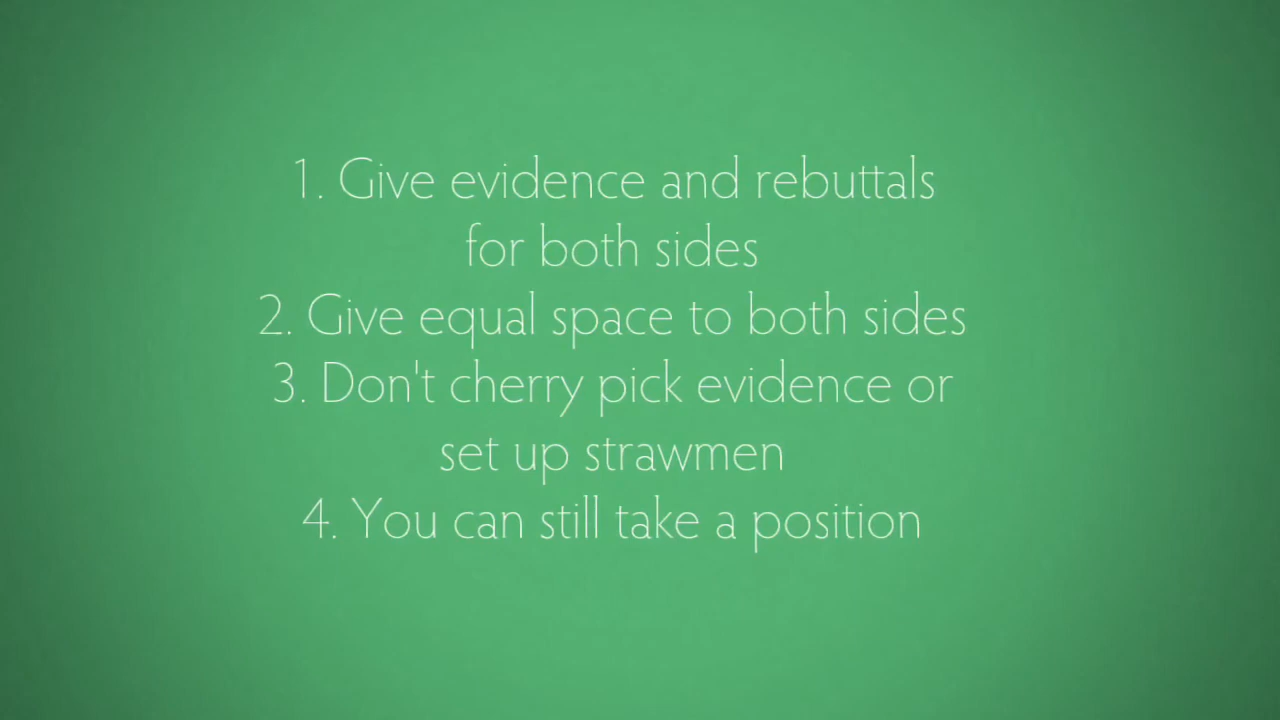 1. Give evidence and rebuttals
for both sides
2. Give equal space to both sides
3. Don't cherry pick evidence or
set up strawmen
4. You can still take a position